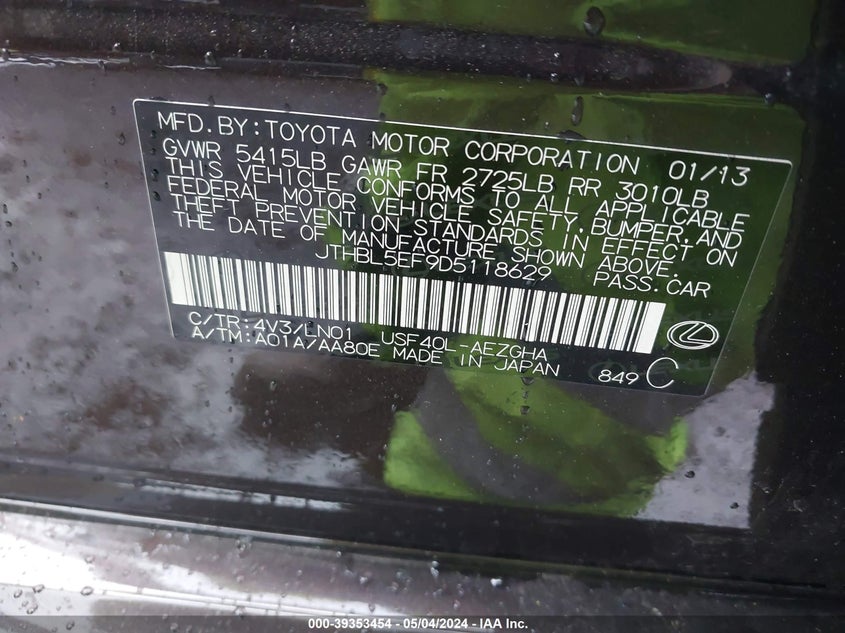 MFD.BY:TOYOTA MOTOR CORPORATION 01/13
GVWR 5415LB GAWR FR 2725LB RR 3010LB
THIS VEHICLE CONFORMS TO ALL APPLICABLE
FEDERAL MOTOR VEHICLE SAFETY,BUMPER,AND
THEFT PREVENTION STANDARDS IN EFFECT ON
THE DATE OF MANUFACTURE SHOWN ABOVE.
JTHBL5EF9D5118629 PASS.CAR
C/TR:4V3/LN01 USF40L-AEZGHA
A/TM:A01A/AA80E MADE IN JAPAN 849 C
000-39353454 - 05/04/2024 - IAA Inc.